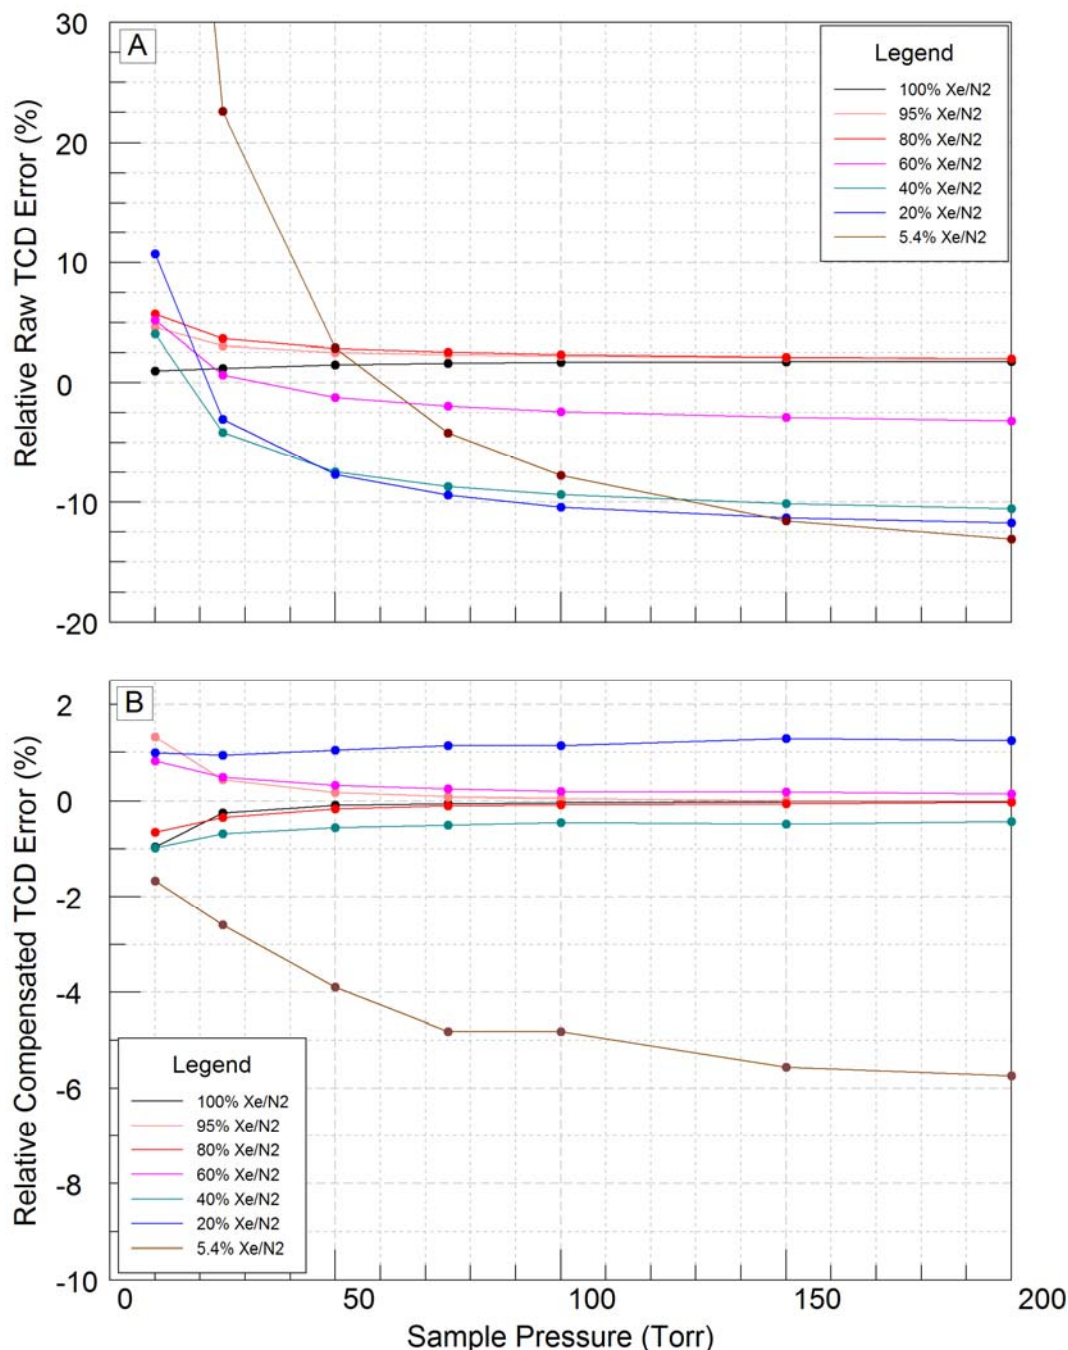 A
Relative Raw TCD Error (%)
30
20
10
0
-10
-20
Legend
100% Xe/N2
95% Xe/N2
80% Xe/N2
60% Xe/N2
40% Xe/N2
20% Xe/N2
5.4% Xe/N2
B
Relative Compensated TCD Error (%)
2
0
-2
-4
-6
-8
-10
Legend
100% Xe/N2
95% Xe/N2
80% Xe/N2
60% Xe/N2
40% Xe/N2
20% Xe/N2
5.4% Xe/N2
0 50 100 150 200
Sample Pressure (Torr)